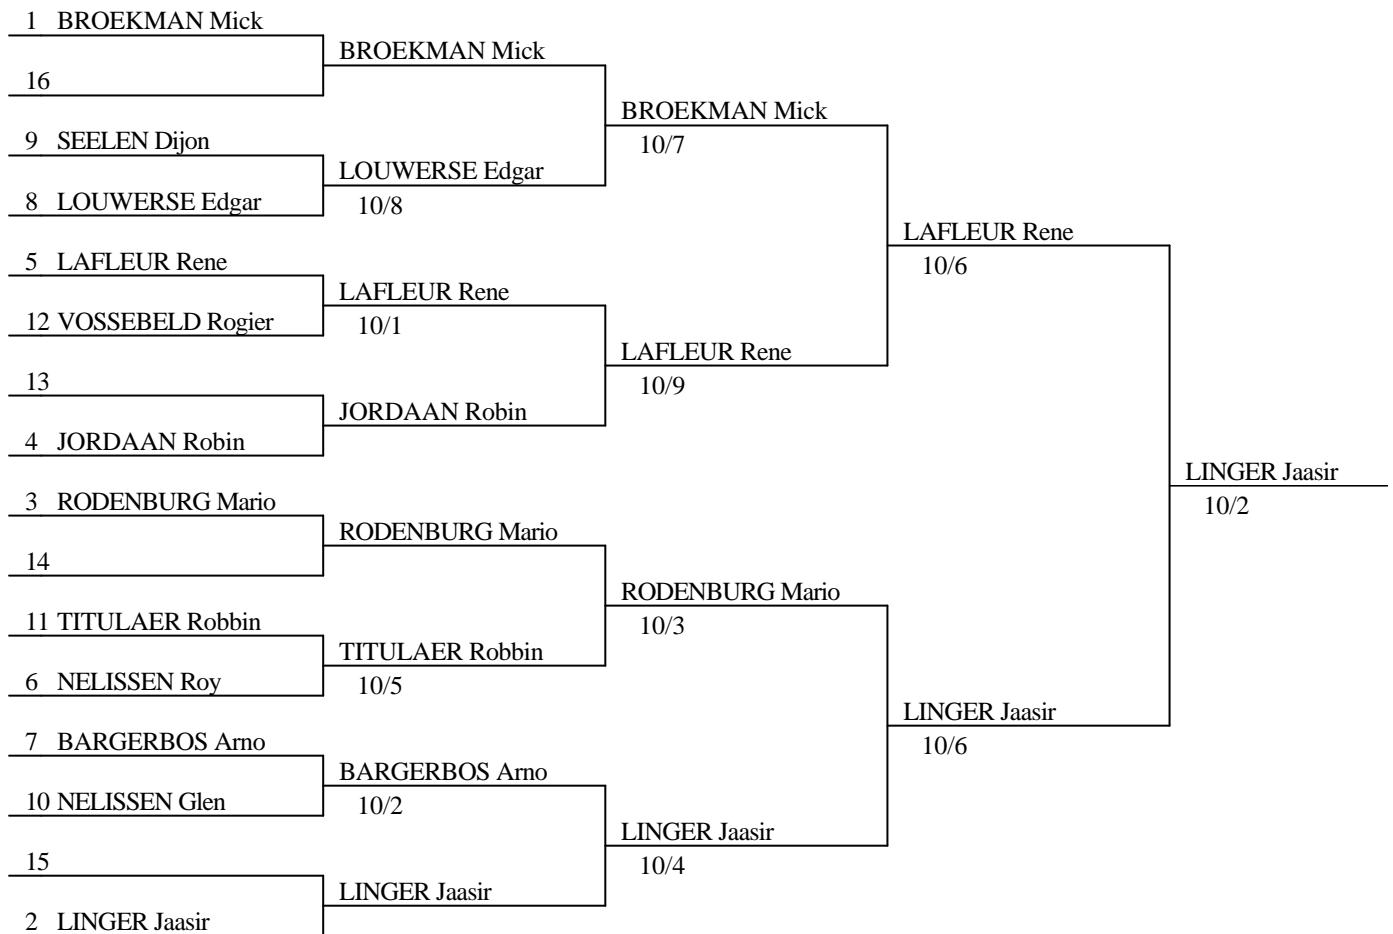 1 BROEKMAN Mick
16
9 SEELEN Dijon
8 LOUWERSE Edgar
5 LAFLEUR Rene
12 VOSSEBELD Rogier
13
4 JORDAAN Robin
3 RODENBURG Mario
14
11 TITULAER Robbin
6 NELISSEN Roy
7 BARGERBOS Arno
10 NELISSEN Glen
15
2 LINGER Jaasir
BROEKMAN Mick
LOUWERSE Edgar
10/8
LAFLEUR Rene
10/1
JORDAAN Robin
RODENBURG Mario
TITULAER Robbin
10/5
BARGERBOS Arno
10/2
LINGER Jaasir
BROEKMAN Mick
10/7
LAFLEUR Rene
10/9
RODENBURG Mario
10/3
LINGER Jaasir
10/4
LAFLEUR Rene
10/6
LINGER Jaasir
10/6
LINGER Jaasir
10/2